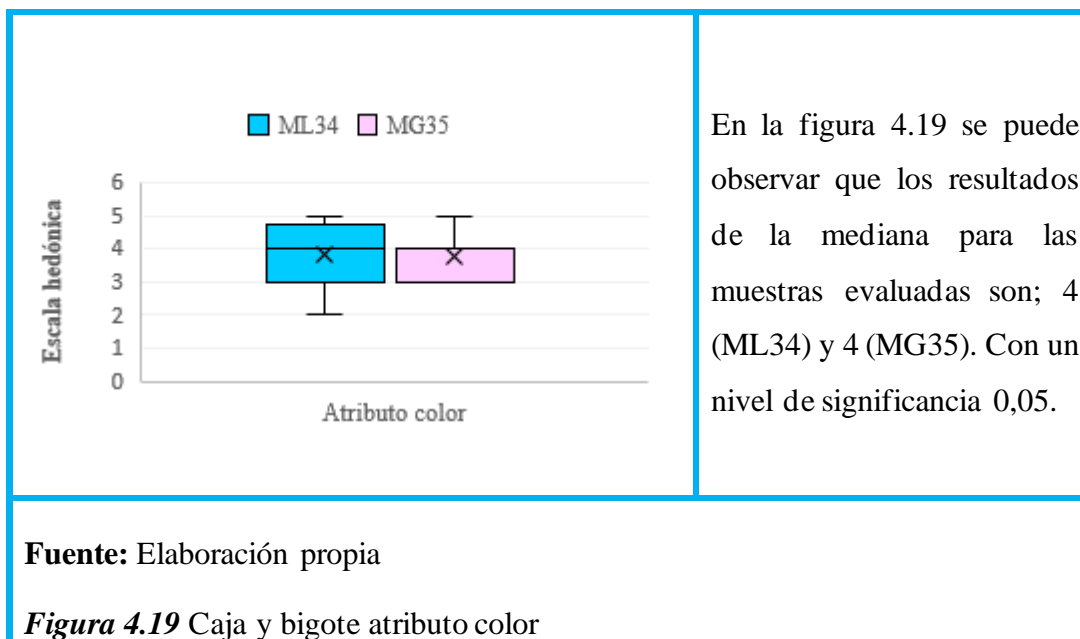 ML34 MG35
Escala hedónica
6
5
4
3
2
1
0
Atributo color
En la figura 4.19 se puede
observar que los resultados
de la mediana para las
muestras evaluadas son; 4
(ML34) y 4 (MG35). Con un
nivel de significancia 0,05.
Fuente: Elaboración propia
Figura 4.19 Caja y bigote atributo color